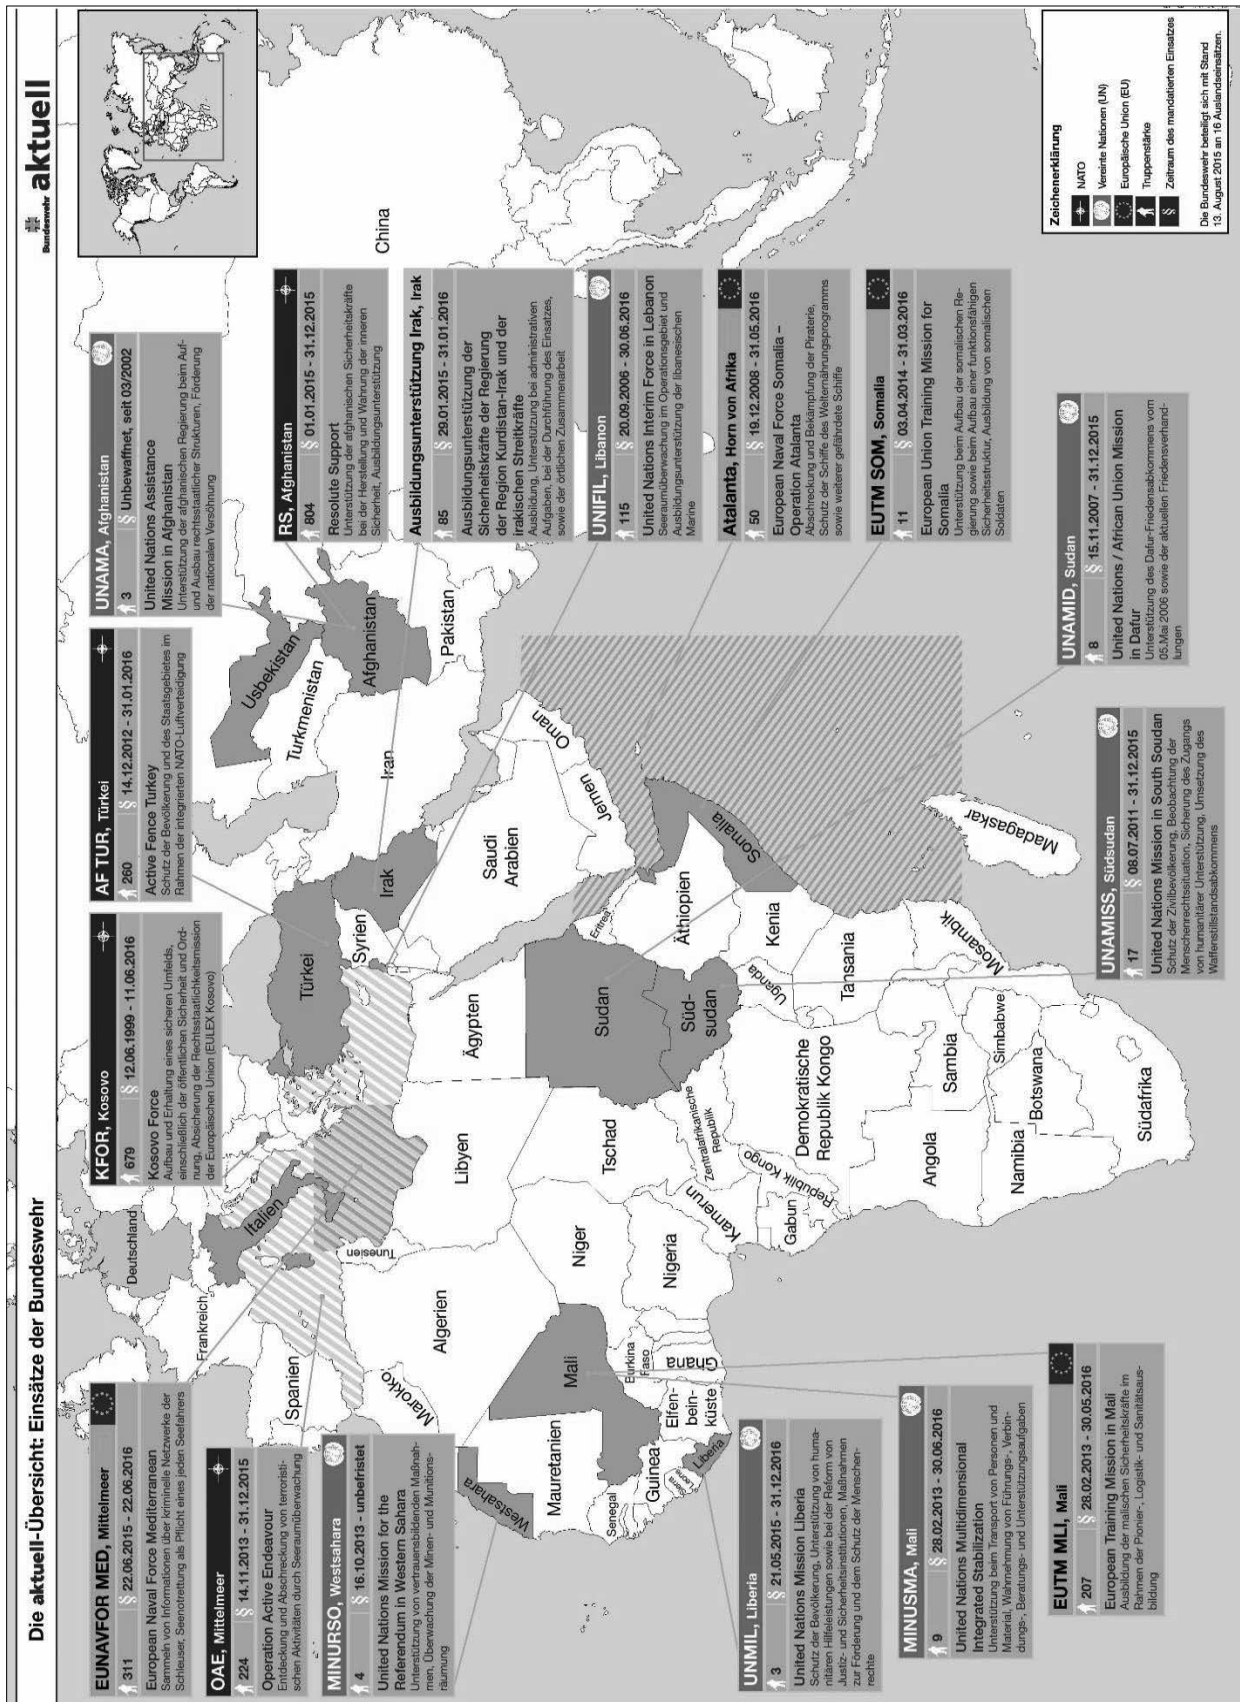 Die aktuell-Übersicht: Einsätze der Bundeswehr
Bundeswehr aktuell
EUNAVFOR MED, Mittelmeer
311 § 22.06.2015 - 22.06.2016
European Naval Force Mediterranean
Sammeln von Informationen über kriminelle Netzwerke der
Schleuser, Seenotrettung als Pflicht eines jeden Seefahrers
OAE, Mittelmeer
224 § 14.11.2013 - 31.12.2015
Operation Active Endeavour
Entdeckung und Abschreckung von terroristi-
schen Aktivitäten durch Seeraumüberwachung
MINURSO, Westsahara
4 § 16.10.2013 - unbefristet
United Nations Mission for the
Referendum in Western Sahara
Unterstützung von vertrauensbildenden Maßnah-
men, Überwachung der Minen- und Munitions-
räumung
KFOR, Kosovo
679 § 12.06.1999 - 11.06.2016
Kosovo Force
Aufbau und Erhaltung eines sicheren Umfelds,
einschließlich der öffentlichen Sicherheit und Ord-
nung, Absicherung der Rechtsstaatlichkeitsmission
der Europäischen Union (EULEX Kosovo)
AF TUR, Türkei
260 § 14.12.2012 - 31.01.2016
Active Fence Turkey
Schutz der Bevölkerung und des Staatsgebietes im
Rahmen der integrierten NATO-Luftverteidigung
UNAMA, Afghanistan
3 § Unbewaffnet, seit 03/2002
United Nations Assistance
Mission in Afghanistan
Unterstützung der afghanischen Regierung beim Auf-
und Ausbau rechtsstaatlicher Strukturen, Förderung
der nationalen Versöhnung
RS, Afghanistan
804 § 01.01.2015 - 31.12.2015
Resolute Support
Unterstützung der afghanischen Sicherheitskräfte
bei der Herstellung und Wahrung der inneren
Sicherheit, Ausbildungsunterstützung
Ausbildungsunterstützung Irak, Irak
85 § 29.01.2015 - 31.01.2016
Ausbildungsunterstützung der
Sicherheitskräfte der Regierung
der Region Kurdistan-Irak und der
irakischen Streitkräfte
Ausbildung, Unterstützung bei administrativen
Aufgaben, bei der Durchführung des Einsatzes,
sowie der örtlichen Zusammenarbeit
UNIFIL, Libanon
115 § 20.09.2006 - 30.06.2016
United Nations Interim Force in Lebanon
Seeraumüberwachung im Operationsgebiet und
Ausbildungsunterstützung der libanesischen
Marine
Atalanta, Horn von Afrika
50 § 19.12.2008 - 31.05.2016
European Naval Force Somalia –
Operation Atalanta
Abschreckung und Bekämpfung der Piraterie,
Schutz der Schiffe des Welternährungsprogramms
sowie weiterer gefährdete Schiffe
EUTM SOM, Somalia
11 § 03.04.2014 - 31.03.2016
European Union Training Mission for
Somalia
Unterstützung beim Aufbau der somalischen Re-
gierung sowie beim Aufbau einer funktionsfähigen
Sicherheitsstruktur, Ausbildung von somalischen
Soldaten
UNAMID, Sudan
8 § 15.11.2007 - 31.12.2015
United Nations / African Union Mission
in Dafur
Unterstützung des Dafur-Friedensabkommens vom
05.Mai 2006 sowie der aktuellen Friedensverhand-
lungen
UNAMISS, Südsudan
17 § 08.07.2011 - 31.12.2015
United Nations Mission in South Soudan
Schutz der Zivilbevölkerung, Beobachtung der
Menschenrechtssituation, Sicherung des Zugangs
von humanitärer Unterstützung, Umsetzung des
Waffenstillstandsabkommens
UNMIL, Liberia
3 § 21.05.2015 - 31.12.2016
United Nations Mission Liberia
Schutz der Bevölkerung, Unterstützung von huma-
nitären Hilfeleistungen sowie bei der Reform von
Justiz- und Sicherheitsinstitutionen, Maßnahmen
zur Förderung und dem Schutz der Menschen-
rechte
MINUSMA, Mali
9 § 28.02.2013 - 30.06.2016
United Nations Multidimensional
Integrated Stabilization
Unterstützung beim Transport von Personen und
Material, Wahrnehmung von Führungs-, Verbin-
dungs-, Beratungs- und Unterstützungsaufgaben
EUTM MLI, Mali
207 § 28.02.2013 - 30.05.2016
European Training Mission in Mali
Ausbildung der malischen Sicherheitskräfte im
Rahmen der Pionier-, Logistik- und Sanitätsaus-
bildung
Deutschland
Frankreich
Spanien
Italien
Türkei
Syrien
Irak
Iran
Usbekistan
Turkmenistan
Afghanistan
Pakistan
China
Saudi
Arabien
Oman
Jemen
Marokko
Algerien
Tunesien
Libyen
Ägypten
Westsahara
Mauretanien
Mali
Niger
Tschad
Sudan
Eritrea
Süd-
sudan
Äthiopien
Somalia
Senegal
Guinea
Sierra
Leone
Liberia
Elfen-
bein-
küste
Burkina
Faso
Ghana
Nigeria
Kamerun
Zentralafrikanische
Republik
Gabun
Republik Kongo
Demokratische
Republik Kongo
Uganda
Kenia
Tansania
Angola
Sambia
Mosambik
Simbabwe
Namibia
Botswana
Südafrika
Madagaskar
Zeichenerklärung
NATO
Vereinte Nationen (UN)
Europäische Union (EU)
Truppenstärke
§ Zeitraum des mandatierten Einsatzes
Die Bundeswehr beteiligt sich mit Stand
13. August 2015 an 16 Auslandseinsätzen.